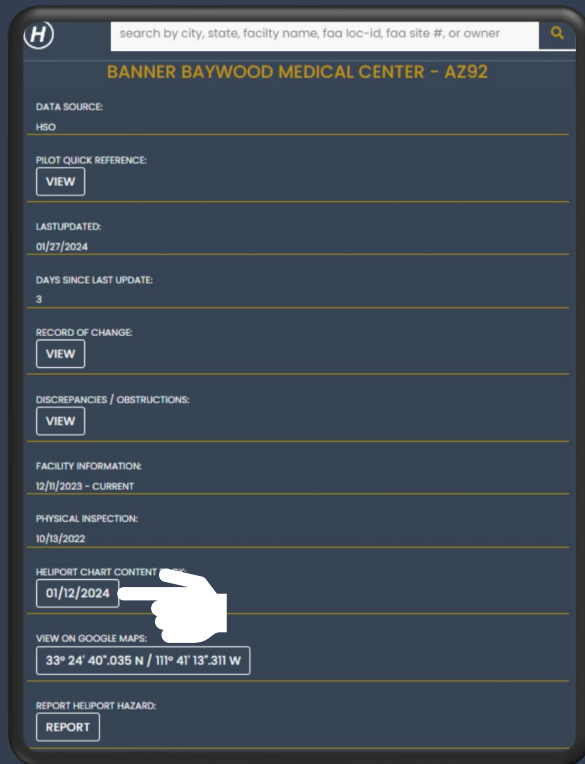 H
search by city, state, facilty name, faa loc-id, faa site #, or owner
BANNER BAYWOOD MEDICAL CENTER - AZ92
DATA SOURCE:
HSO
PILOT QUICK REFERENCE:
VIEW
LASTUPDATED:
01/27/2024
DAYS SINCE LAST UPDATE:
3
RECORD OF CHANGE:
VIEW
DISCREPANCIES / OBSTRUCTIONS:
VIEW
FACILITY INFORMATION:
12/11/2023 - CURRENT
PHYSICAL INSPECTION:
10/13/2022
HELIPORT CHART CONTENT
01/12/2024
VIEW ON GOOGLE MAPS:
33º 24' 40".035 N / 111º 41' 13".311 W
REPORT HELIPORT HAZARD:
REPORT